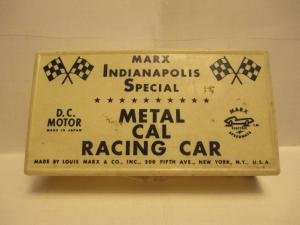 MARX
INDIANAPOLIS
SPECIAL
D.C.
MOTOR
MADE IN JAPAN
METAL
CAL
RACING CAR
MARX
MADE BY LOUIS MARX & CO., INC., 200 FIFTH AVE., NEW YORK, N.Y., U.S.A.